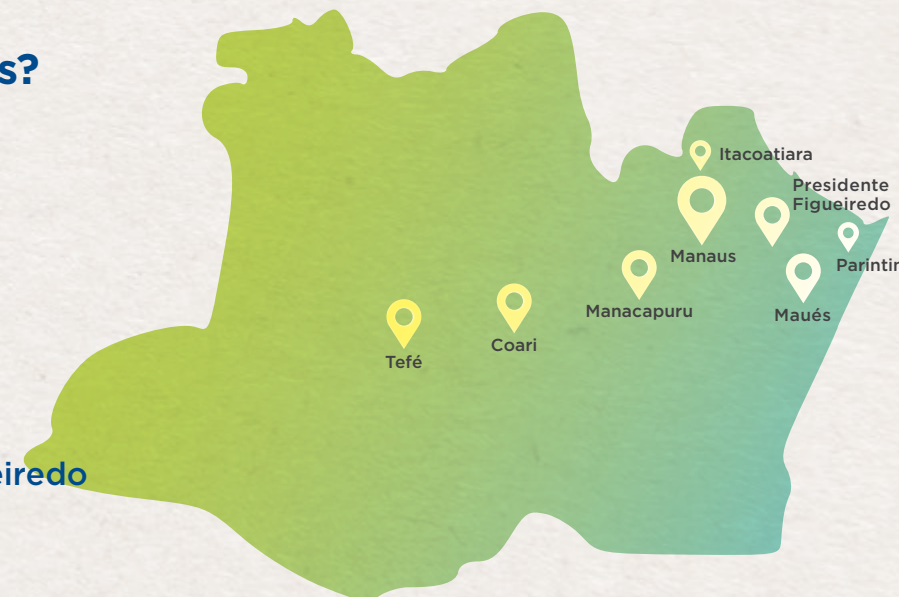 s?
Itacoatiara
Presidente
Figueiredo
Manaus
Parintin
Manacapuru
Maués
Coari
Tefé
eiredo